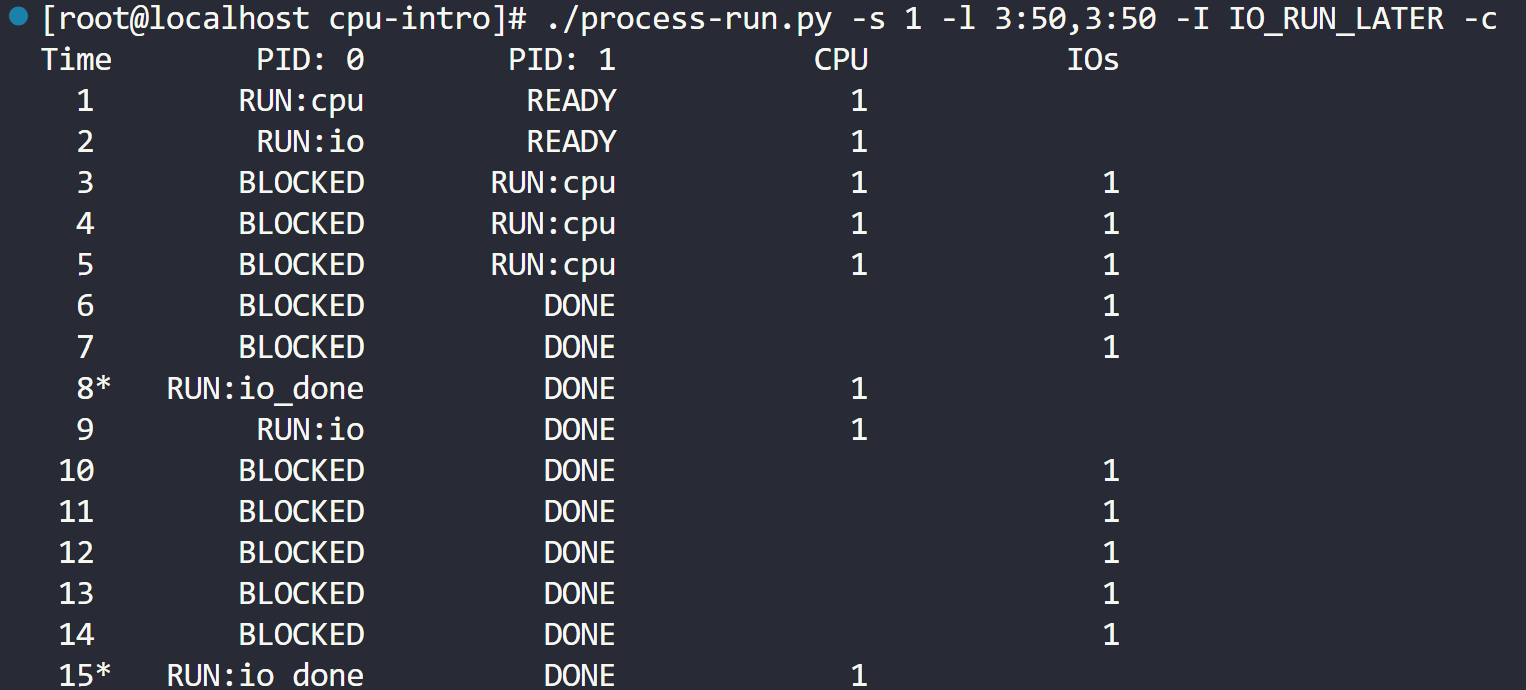 [root@localhost cpu-intro]# ./process-run.py -s 1 -l 3:50,3:50 -I IO_RUN_LATER -c
Time PID: 0 PID: 1 CPU IOs
1 RUN:cpu READY 1
2 RUN:io READY 1
3 BLOCKED RUN:cpu 1 1
4 BLOCKED RUN:cpu 1 1
5 BLOCKED RUN:cpu 1 1
6 BLOCKED DONE 1
7 BLOCKED DONE 1
8* RUN:io_done DONE 1
9 RUN:io DONE 1
10 BLOCKED DONE 1
11 BLOCKED DONE 1
12 BLOCKED DONE 1
13 BLOCKED DONE 1
14 BLOCKED DONE 1
15* RUN:io_done DONE 1